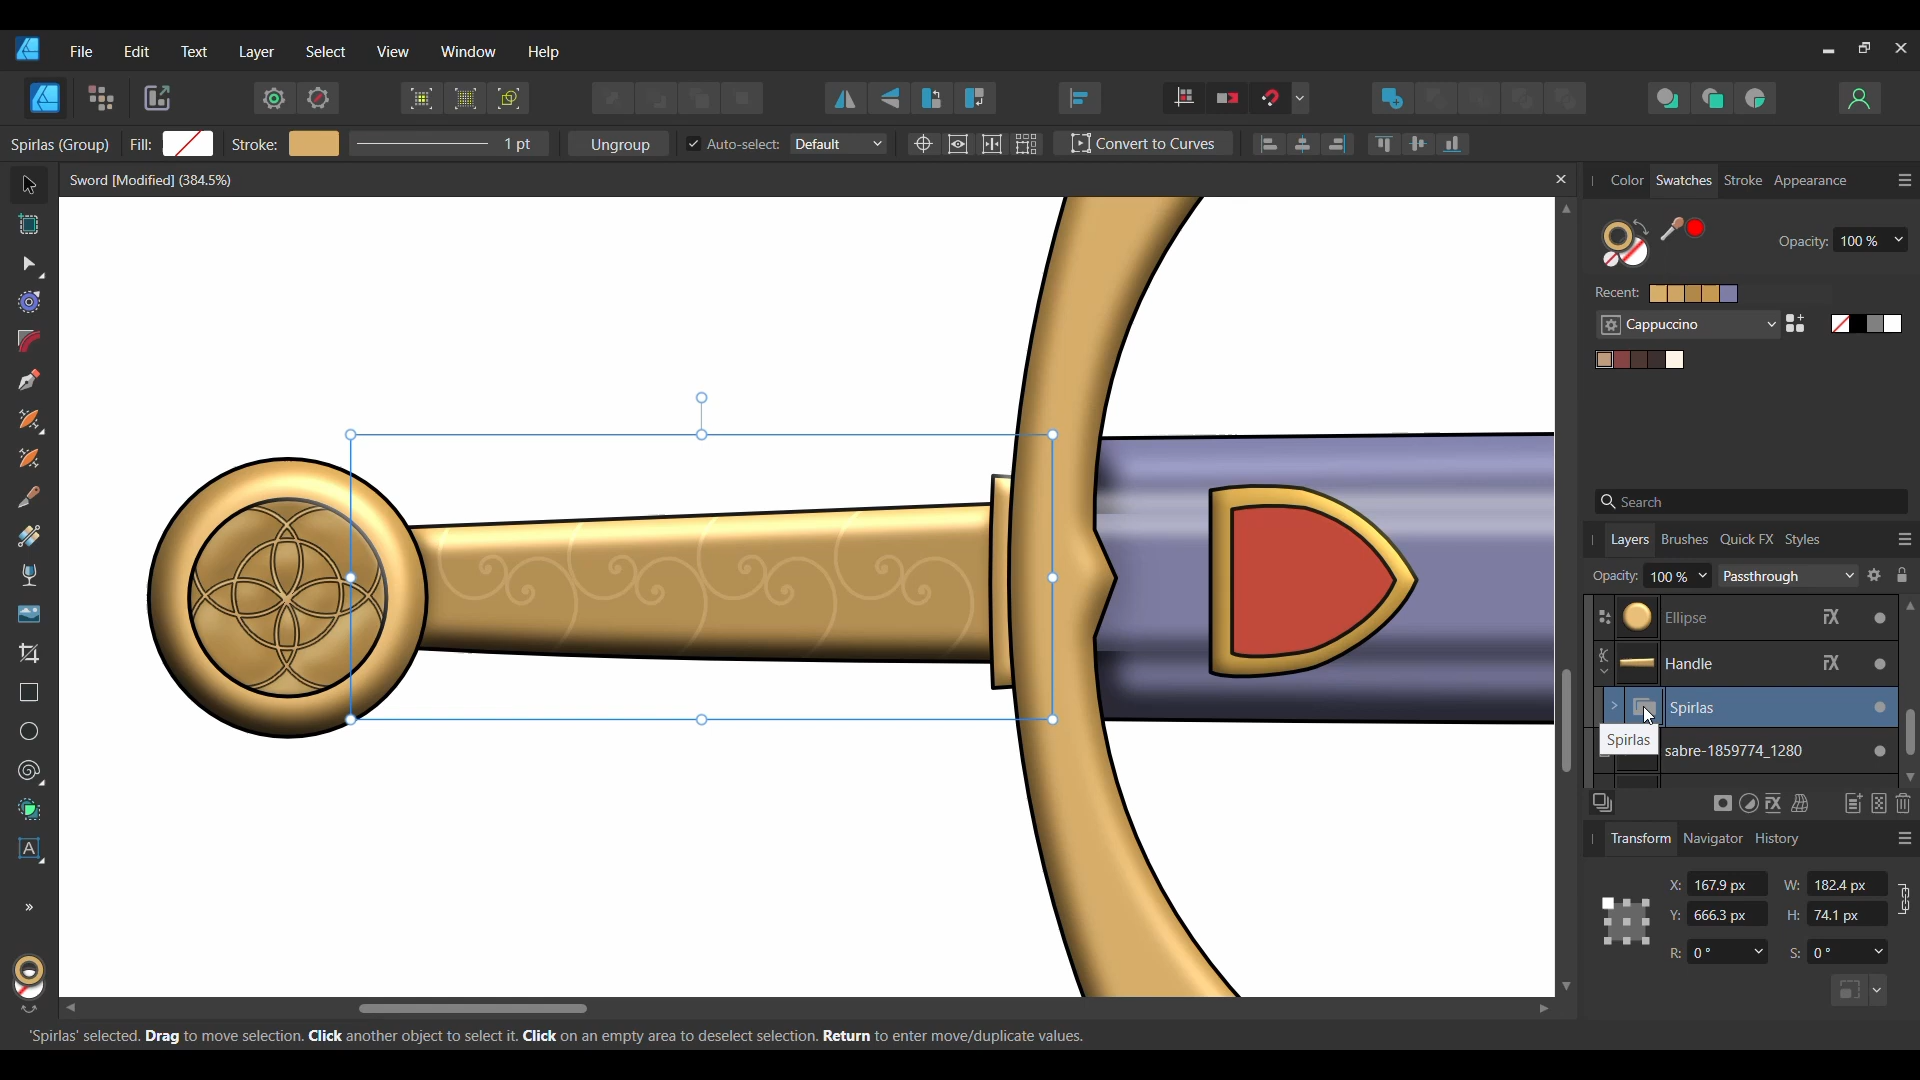 File Edit Text Layer Select View Window Help
Spirlas (Group) Fill: Stroke: 1 pt Ungroup Auto-select: Default Convert to Curves
Sword [Modified] (384.5%)
Color Swatches Stroke Appearance
Opacity: 100 %
Recent:
Cappuccino
Search
Layers Brushes Quick FX Styles
Opacity: 100 % Passthrough
Ellipse
Handle
Spirlas
Spirlas
sabre-1859774_1280
Transform Navigator History
X: 167.9 px W: 182.4 px
Y: 666.3 px H: 74.1 px
R: 0 ° S: 0 °
'Spirlas' selected. Drag to move selection. Click another object to select it. Click on an empty area to deselect selection. Return to enter move/duplicate values.